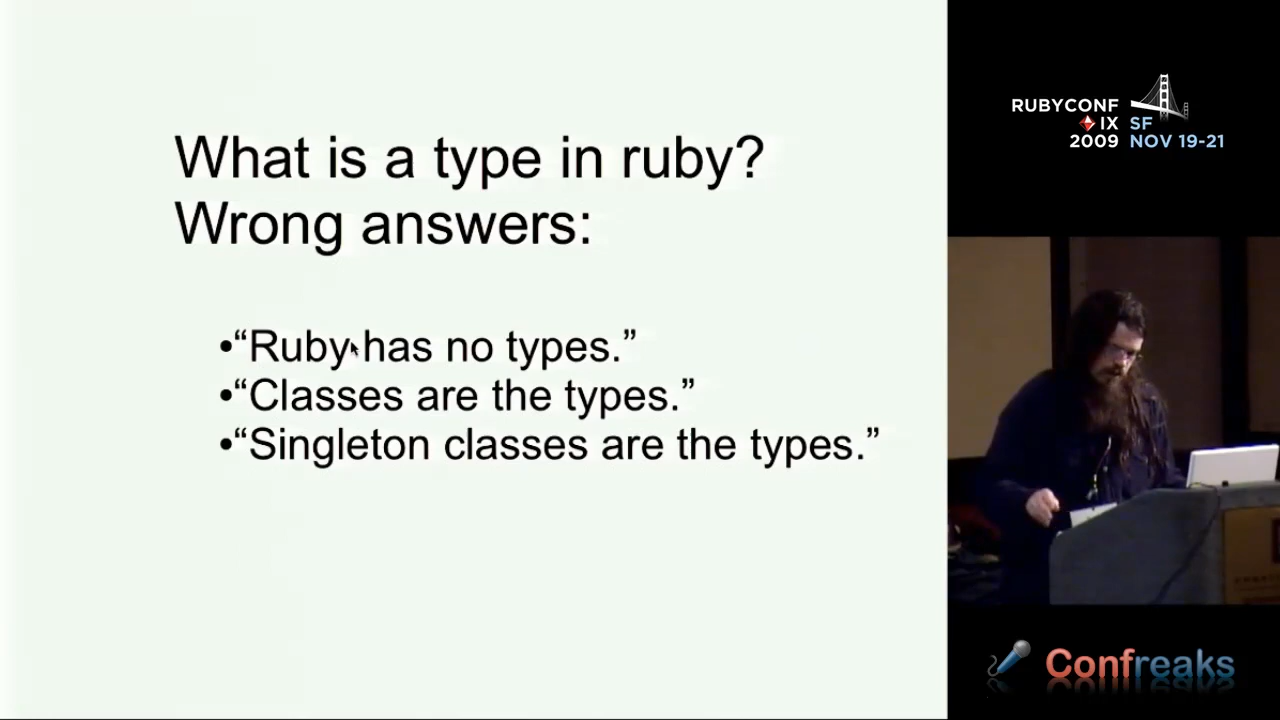 What is a type in ruby?
Wrong answers:
•“Ruby has no types.”
•“Classes are the types.”
•“Singleton classes are the types.”
RUBYCONF
IX SF
2009 NOV 19-21
Confreaks